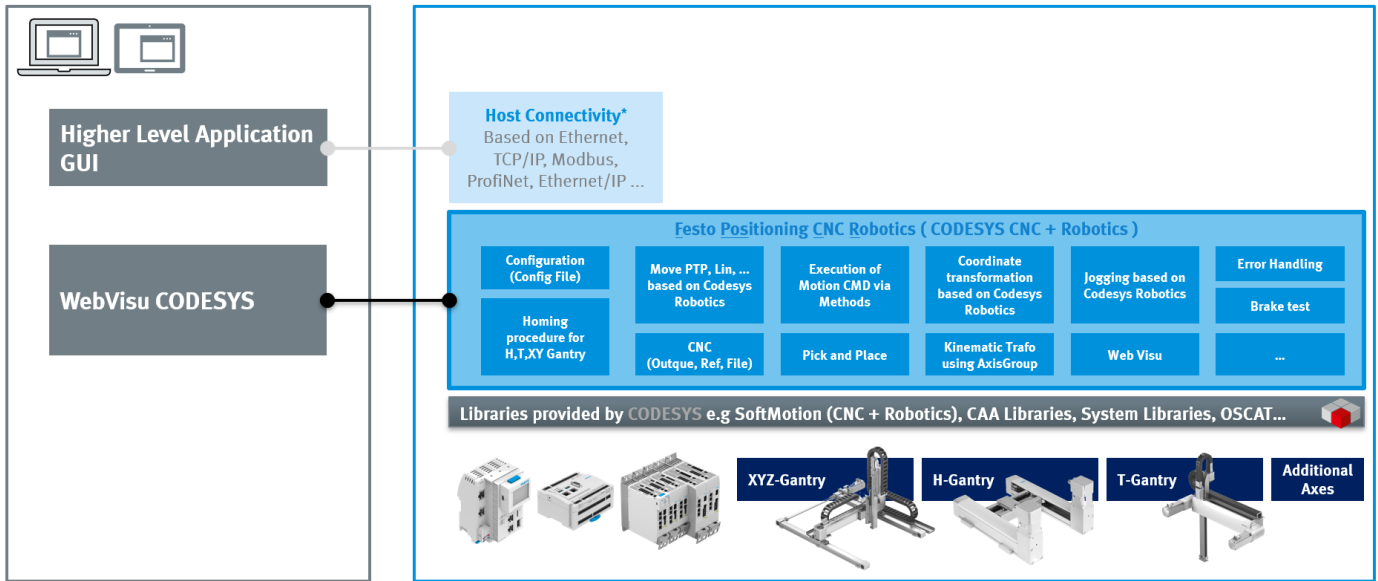 Higher Level Application
GUI
WebVisu CODESYS
Host Connectivity*
Based on Ethernet,
TCP/IP, Modbus,
ProfiNet, Ethernet/IP ...
Festo Positioning CNC Robotics ( CODESYS CNC + Robotics )
Configuration
(Config File)
Homing
procedure for
H,T,XY Gantry
Move PTP, Lin, ...
based on Codesys
Robotics
CNC
(Outque, Ref, File)
Execution of
Motion CMD via
Methods
Pick and Place
Coordinate
transformation
based on Codesys
Robotics
Kinematic Trafo
using AxisGroup
Jogging based on
Codesys Robotics
Web Visu
Error Handling
Brake test
...
Libraries provided by CODESYS e.g SoftMotion (CNC + Robotics), CAA Libraries, System Libraries, OSCAT...
XYZ-Gantry
H-Gantry
T-Gantry
Additional
Axes